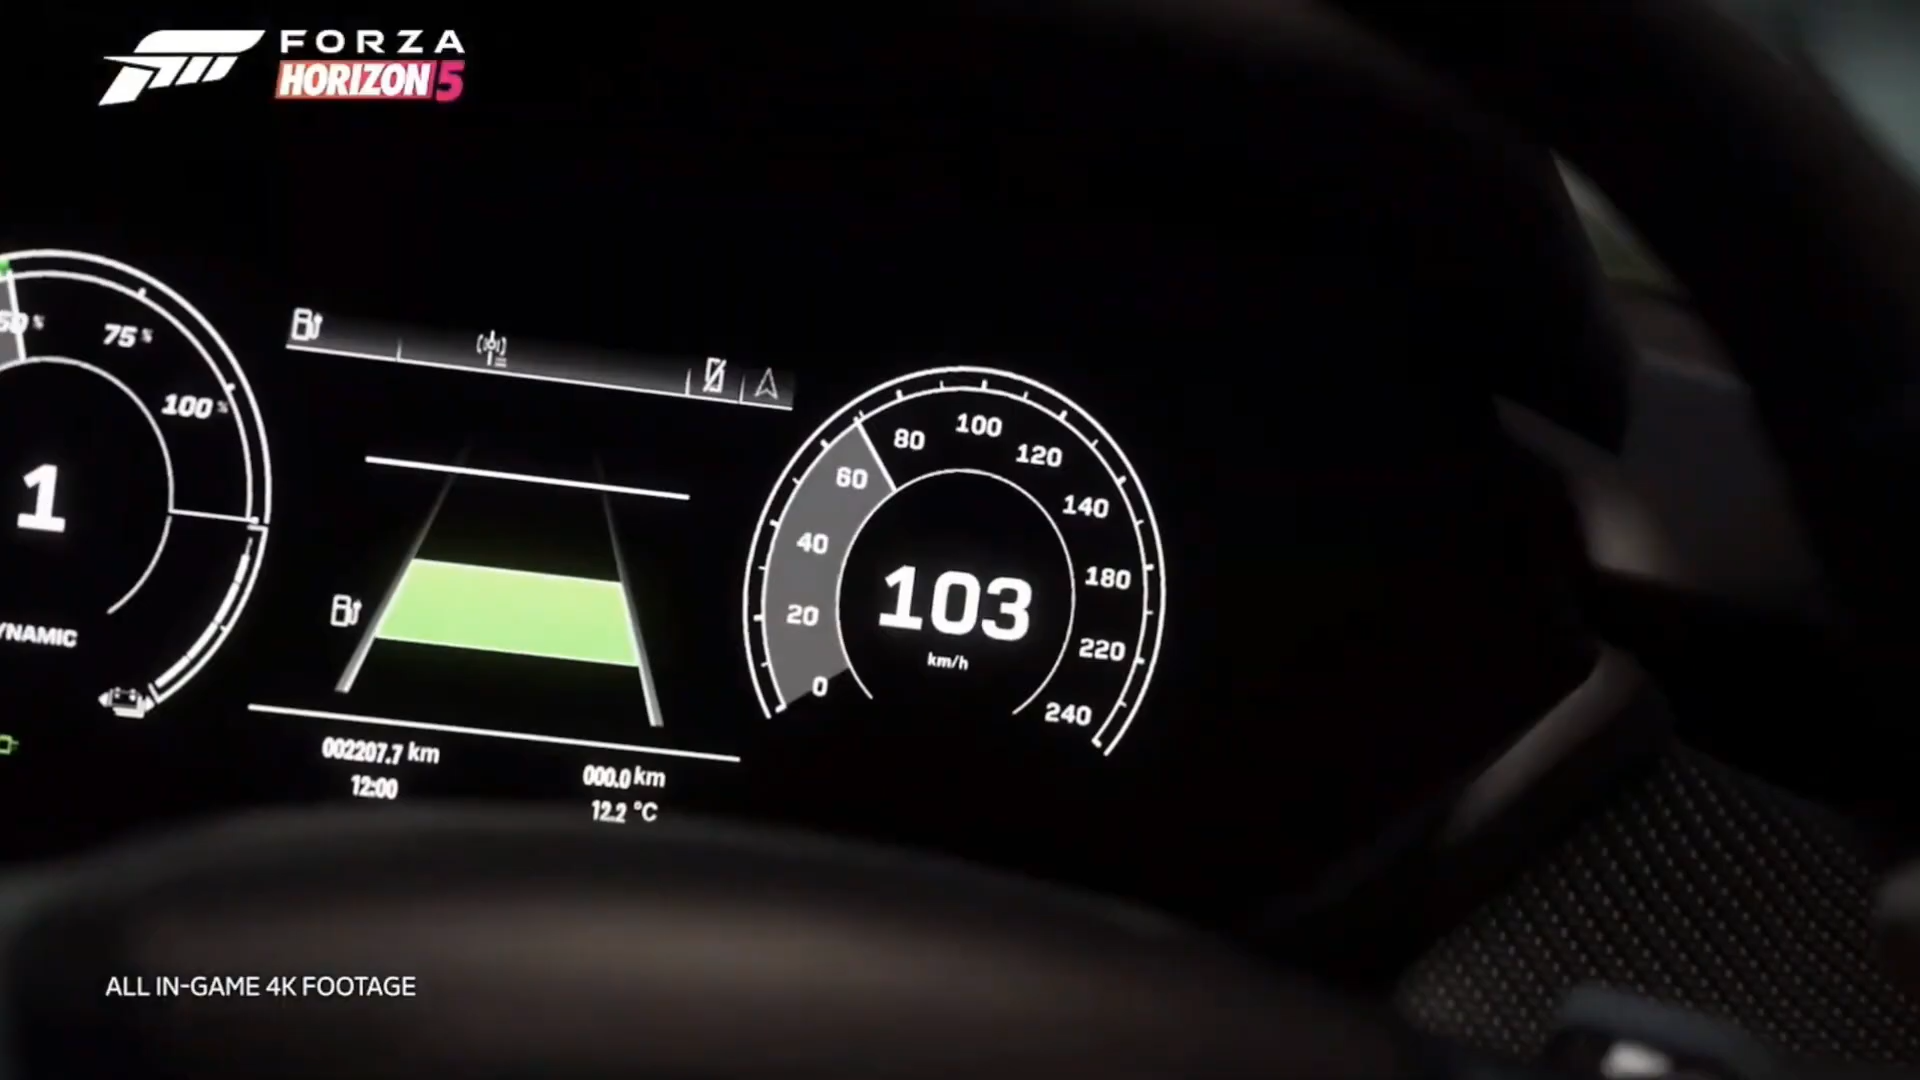 FORZA
HORIZON 5
50%
75%
100%
1
YNAMIC
002207.7 km
12:00
000.0 km
12.2 °C
0
20
40
60
80
100
120
140
180
220
240
103
km/h
ALL IN-GAME 4K FOOTAGE